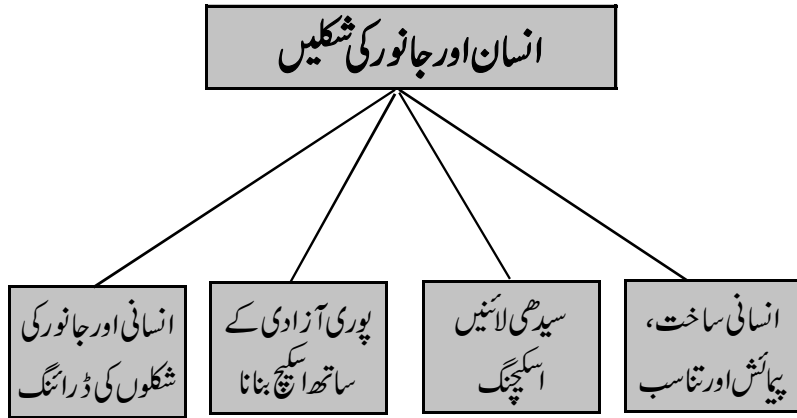 انسان اور جانور کی شکلیں
انسانی ساخت،
پیمائش اور تناسب
سیدھی لائنیں
اسکیچنگ
پوری آزادی کے
ساتھ اسکیچ بنانا
انسانی اور جانور کی
شکلوں کی ڈرائنگ